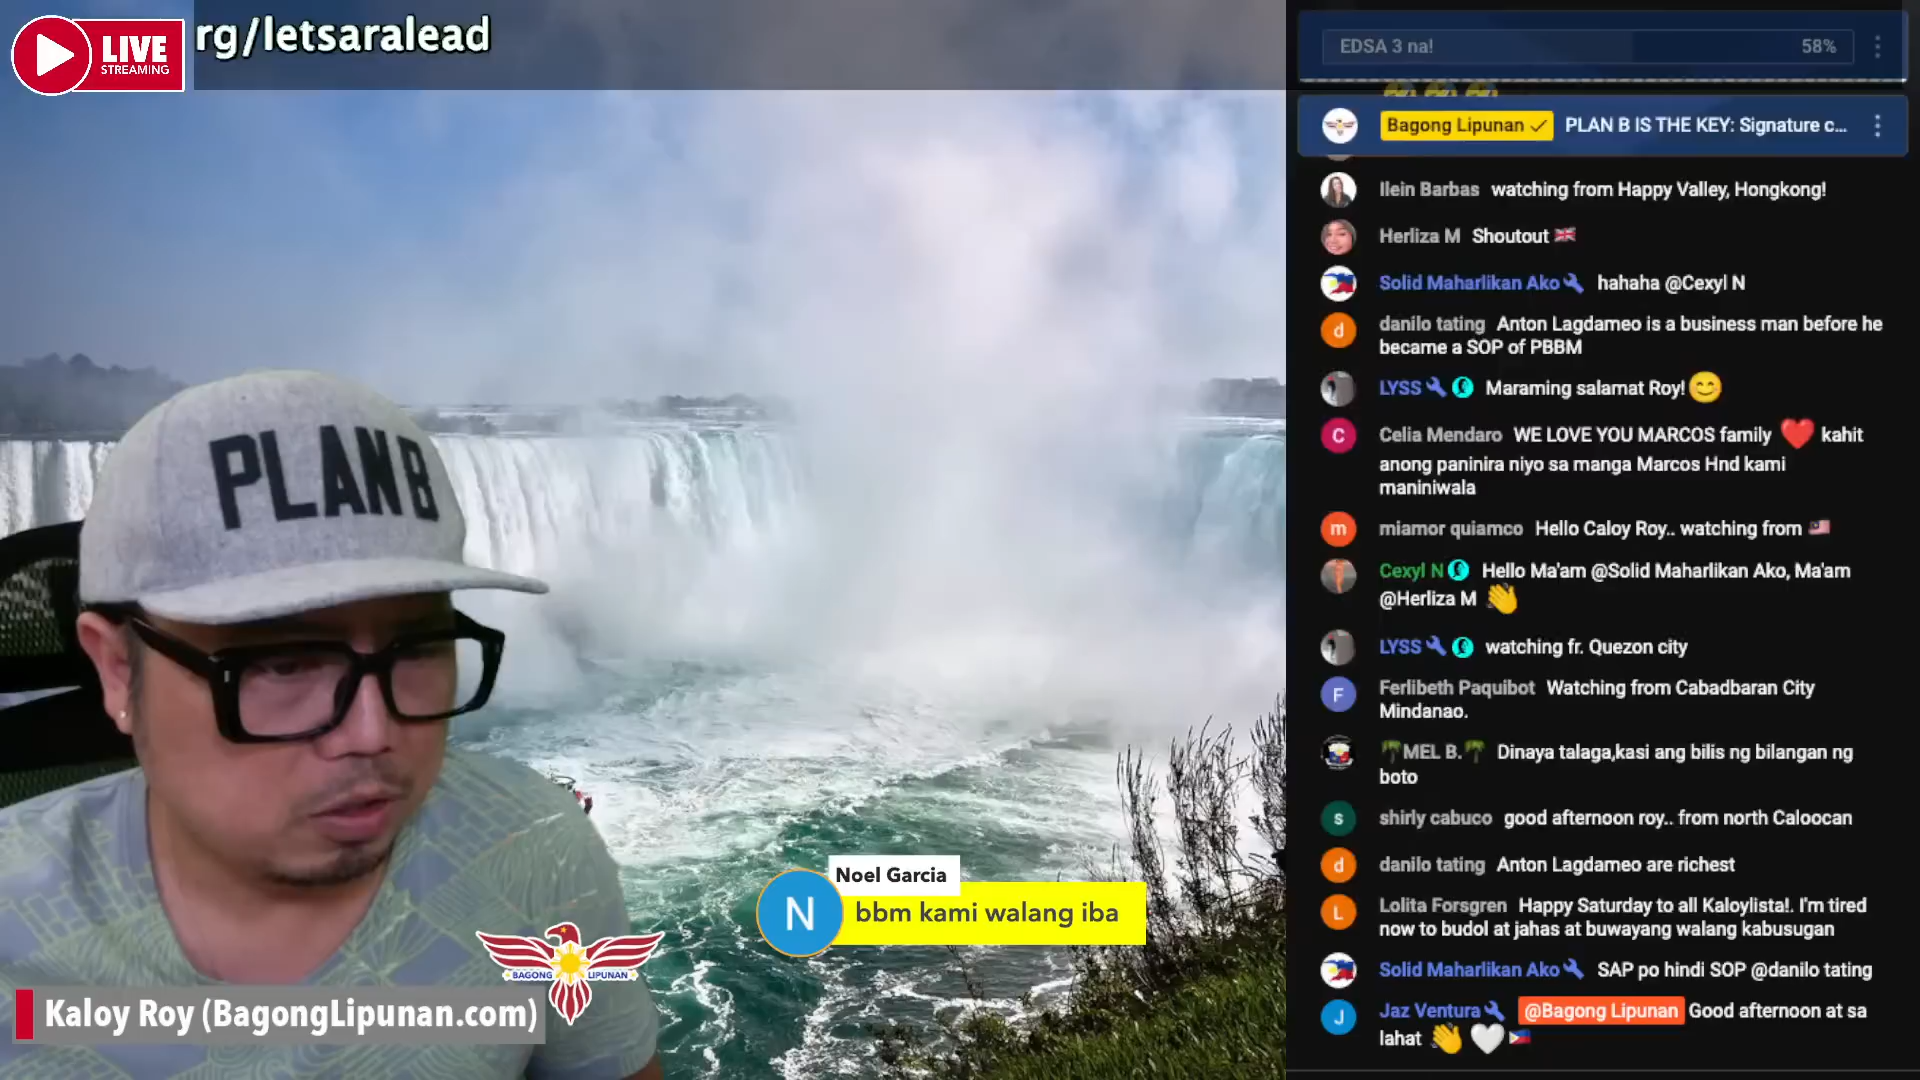 LIVE
STREAMING
rg/letsaralead
PLAN B
Noel Garcia
N
bbm kami walang iba
BAGONG LIPUNAN
Kaloy Roy (BagongLipunan.com)
EDSA 3 na! 58%
Bagong Lipunan PLAN B IS THE KEY: Signature c...
Ilein Barbas watching from Happy Valley, Hongkong!
Herliza M Shoutout 🇬🇧
Solid Maharlikan Ako hahaha @Cexyl N
d
danilo tating Anton Lagdameo is a business man before he
became a SOP of PBBM
LYSS Maraming salamat Roy! 😊
C
Celia Mendaro WE LOVE YOU MARCOS family ❤️ kahit
anong paninira niyo sa manga Marcos Hnd kami
maniniwala
m
miamor quiamco Hello Caloy Roy.. watching from 🇲🇾
Cexyl N Hello Ma'am @Solid Maharlikan Ako, Ma'am
@Herliza M 👋
LYSS watching fr. Quezon city
F
Ferlibeth Paquibot Watching from Cabadbaran City
Mindanao.
🌴MEL B.🌴 Dinaya talaga,kasi ang bilis ng bilangan ng
boto
s
shirly cabuco good afternoon roy.. from north Caloocan
d
danilo tating Anton Lagdameo are richest
L
Lolita Forsgren Happy Saturday to all Kaloylista!. I'm tired
now to budol at jahas at buwayang walang kabusugan
Solid Maharlikan Ako SAP po hindi SOP @danilo tating
J
Jaz Ventura @Bagong Lipunan Good afternoon at sa
lahat 👋 🤍 🇵🇭